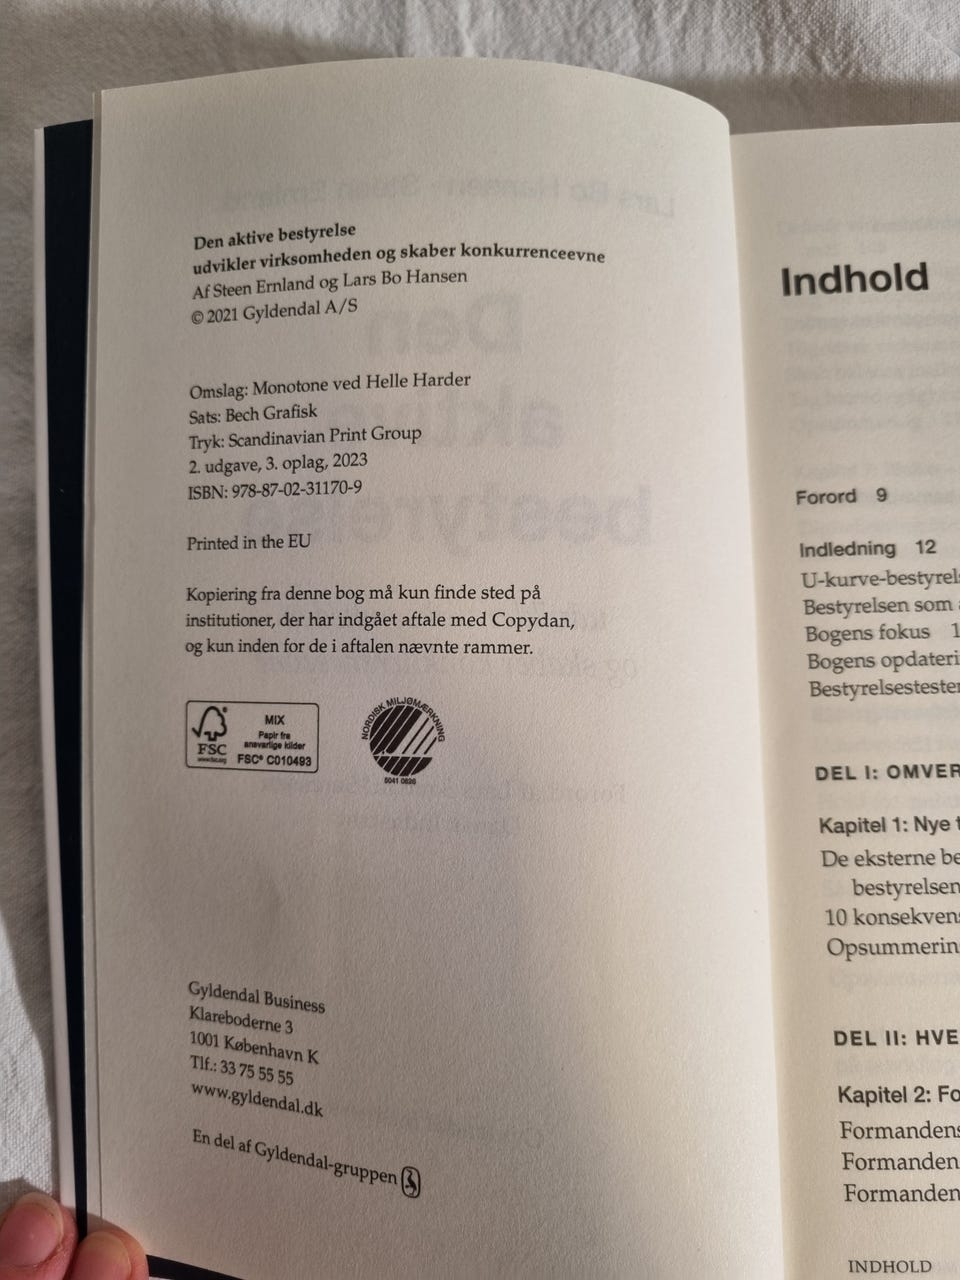 Den aktive bestyrelse
udvikler virksomheden og skaber konkurrenceevne
Af Steen Ernland og Lars Bo Hansen
© 2021 Gyldendal A/S
Omslag: Monotone ved Helle Harder
Sats: Bech Grafisk
Tryk: Scandinavian Print Group
2. udgave, 3. oplag, 2023
ISBN: 978-87-02-31170-9
Printed in the EU
Kopiering fra denne bog må kun finde sted på
institutioner, der har indgået aftale med Copydan,
og kun inden for de i aftalen nævnte rammer.
FSC
www.fsc.org
MIX
Papir fra
ansvarlige kilder
FSC® C010493
NORDISK MILJØMÆRKNING
5041 0826
Gyldendal Business
Klareboderne 3
1001 København K
Tlf.: 33 75 55 55
www.gyldendal.dk
En del af Gyldendal-gruppen
Indhold
Forord 9
Indledning 12
U-kurve-bestyrel
Bestyrelsen som
Bogens fokus 1
Bogens opdateri
Bestyrelsestester
DEL I: OMVER
Kapitel 1: Nye t
De eksterne be
bestyrelsen
10 konsekven
Opsummerin
DEL II: HVE
Kapitel 2: Fo
Formandens
Formanden
Formanden
INDHOLD